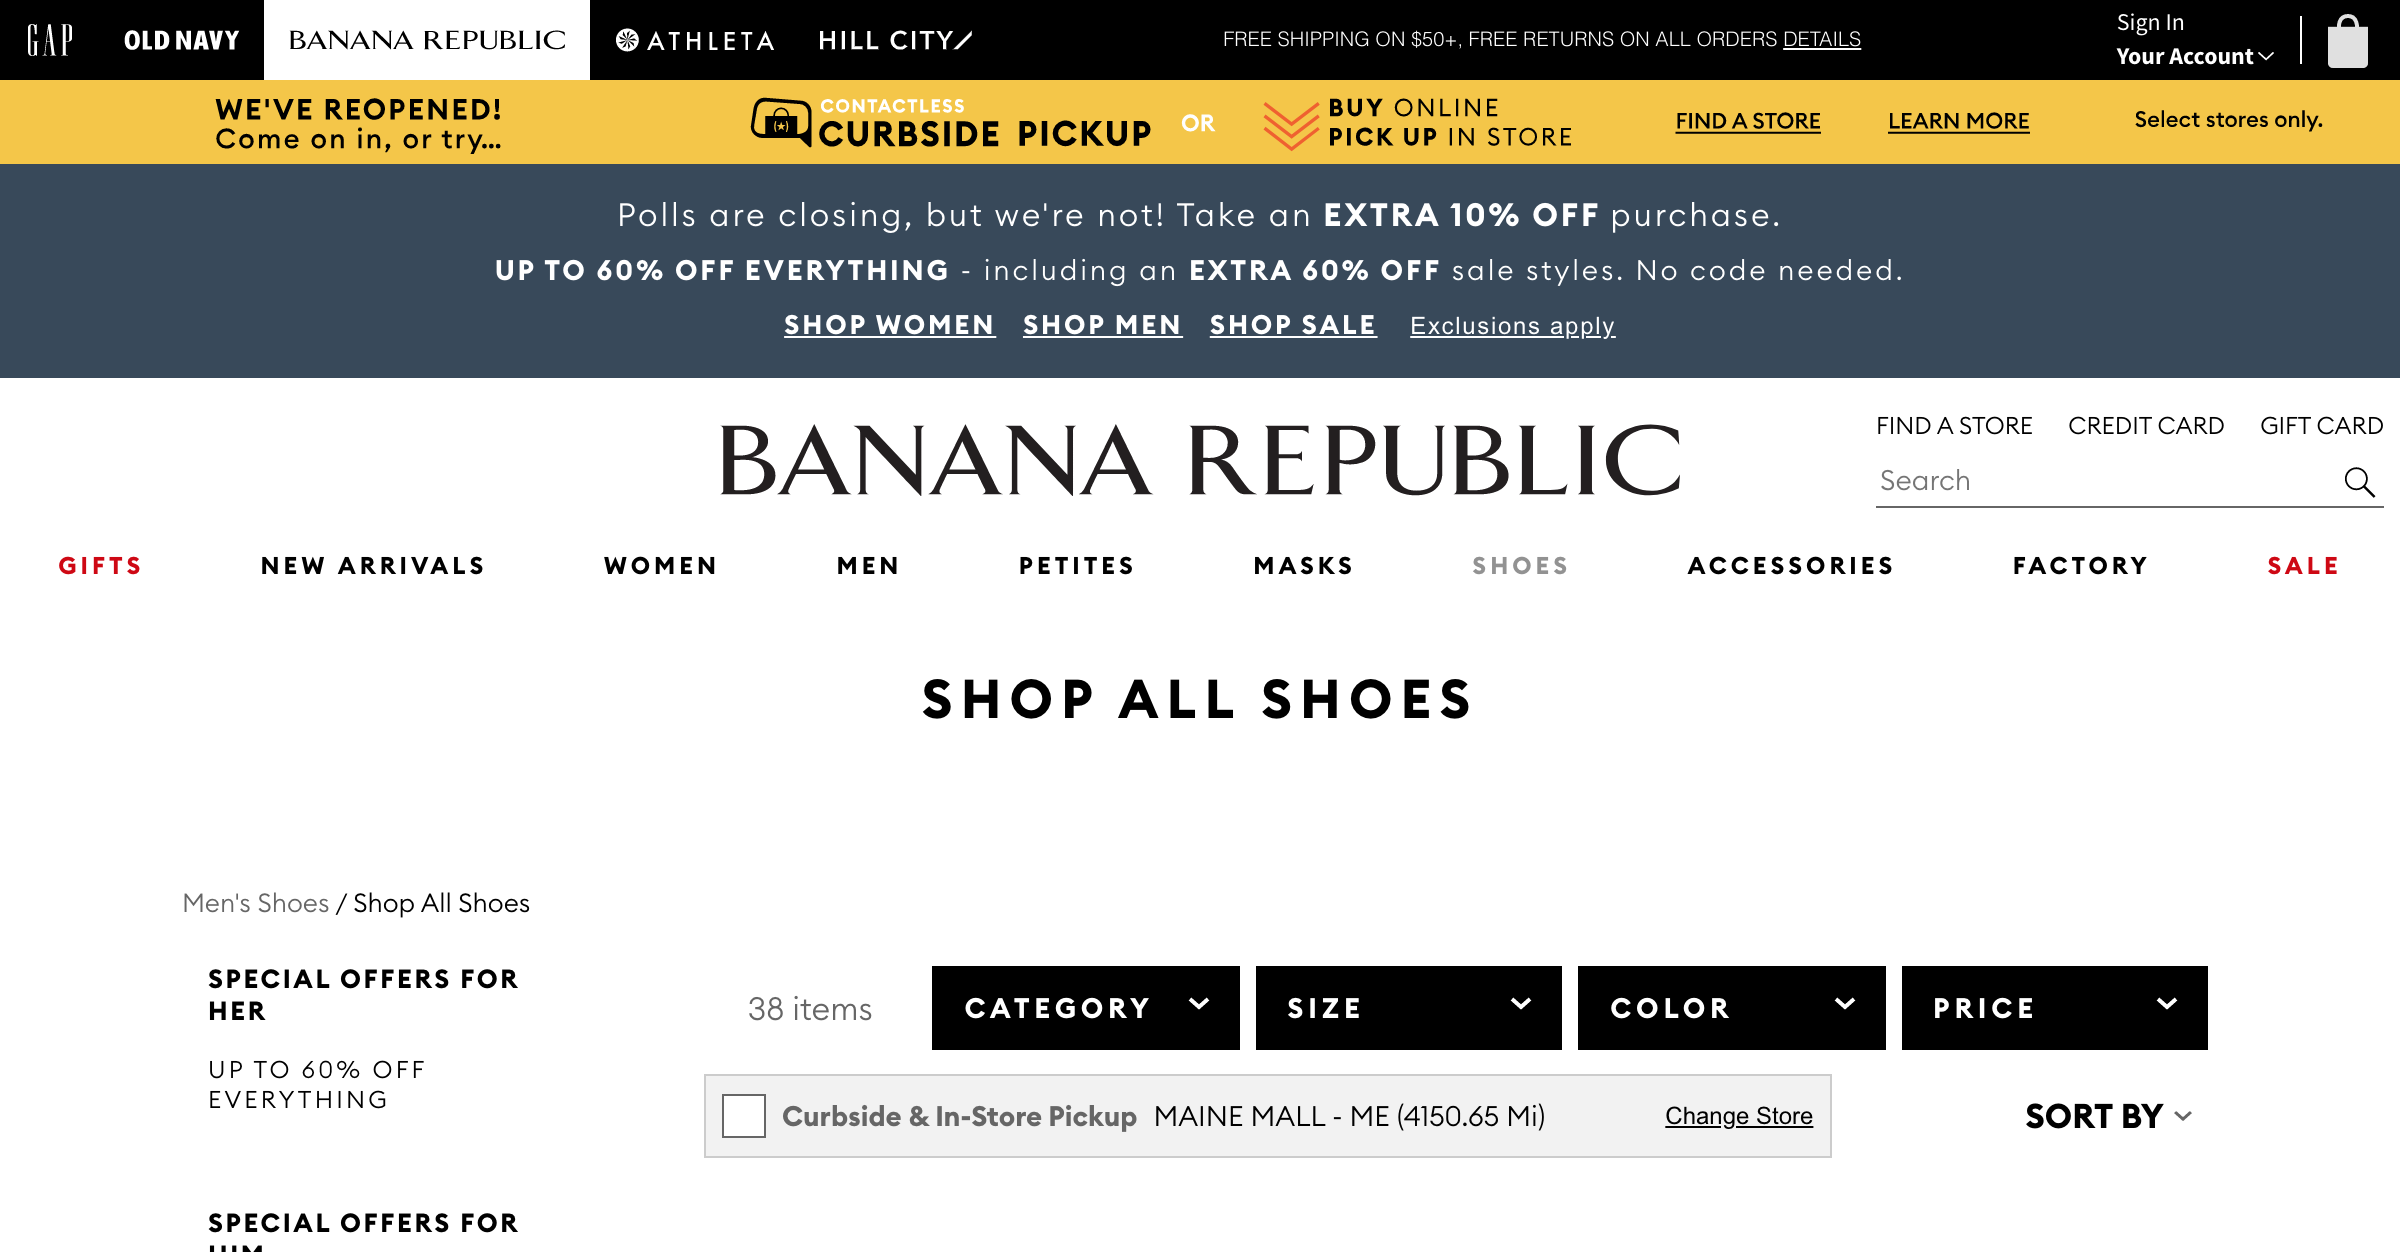 GAP
OLD NAVY
BANANA REPUBLIC
ATHLETA
HILL CITY
FREE SHIPPING ON $50+, FREE RETURNS ON ALL ORDERS DETAILS
Sign In
Your Account
WE'VE REOPENED!
Come on in, or try...
CONTACTLESS
CURBSIDE PICKUP
OR
BUY ONLINE
PICK UP IN STORE
FIND A STORE
LEARN MORE
Select stores only.
Polls are closing, but we're not! Take an EXTRA 10% OFF purchase.
UP TO 60% OFF EVERYTHING - including an EXTRA 60% OFF sale styles. No code needed.
SHOP WOMEN SHOP MEN SHOP SALE Exclusions apply
BANANA REPUBLIC
FIND A STORE CREDIT CARD GIFT CARD
Search
GIFTS NEW ARRIVALS WOMEN MEN PETITES MASKS SHOES ACCESSORIES FACTORY SALE
SHOP ALL SHOES
Men's Shoes / Shop All Shoes
SPECIAL OFFERS FOR
HER
UP TO 60% OFF
EVERYTHING
SPECIAL OFFERS FOR
HIM
38 items
CATEGORY
SIZE
COLOR
PRICE
Curbside & In-Store Pickup MAINE MALL - ME (4150.65 Mi) Change Store
SORT BY